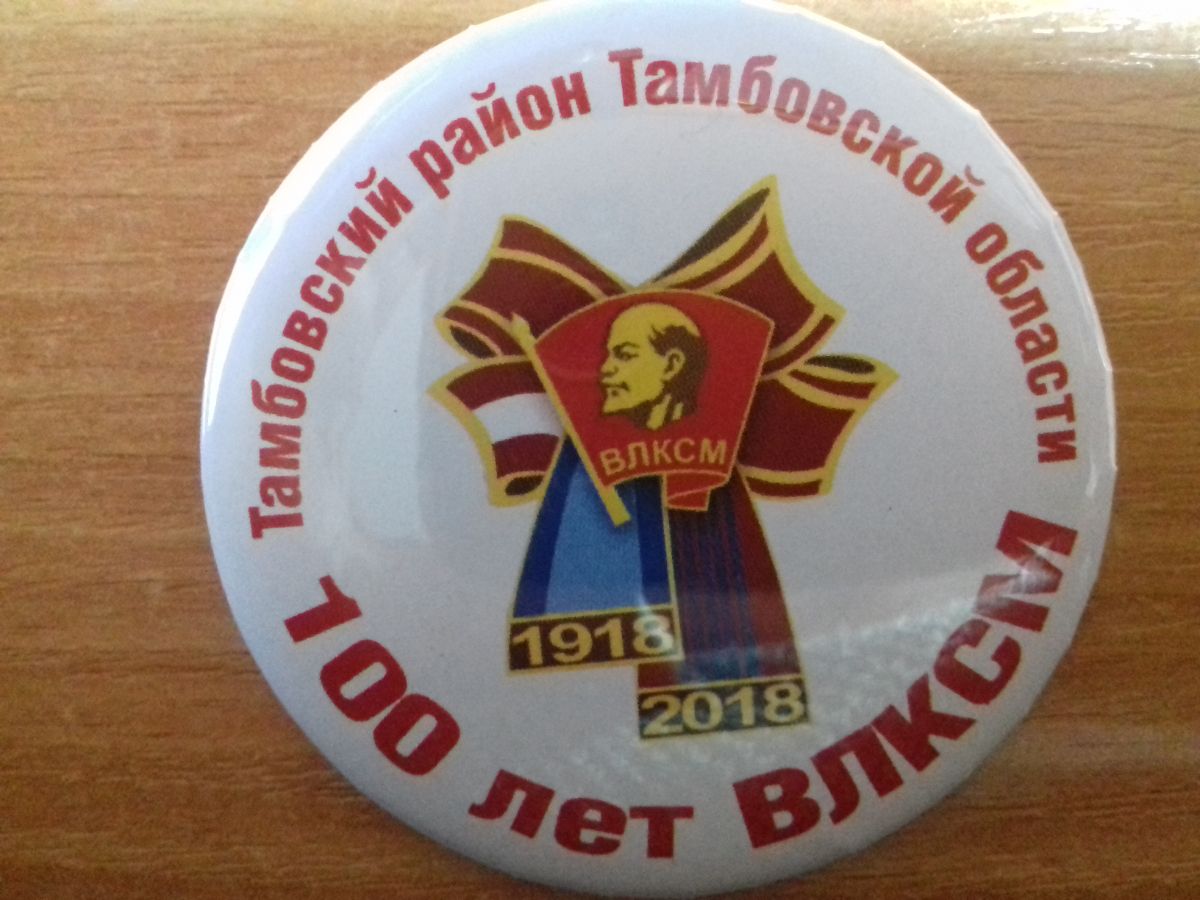 Тамбовский район Тамбовской области
ВЛКСМ
1918
2018
100 лет ВЛКСМ